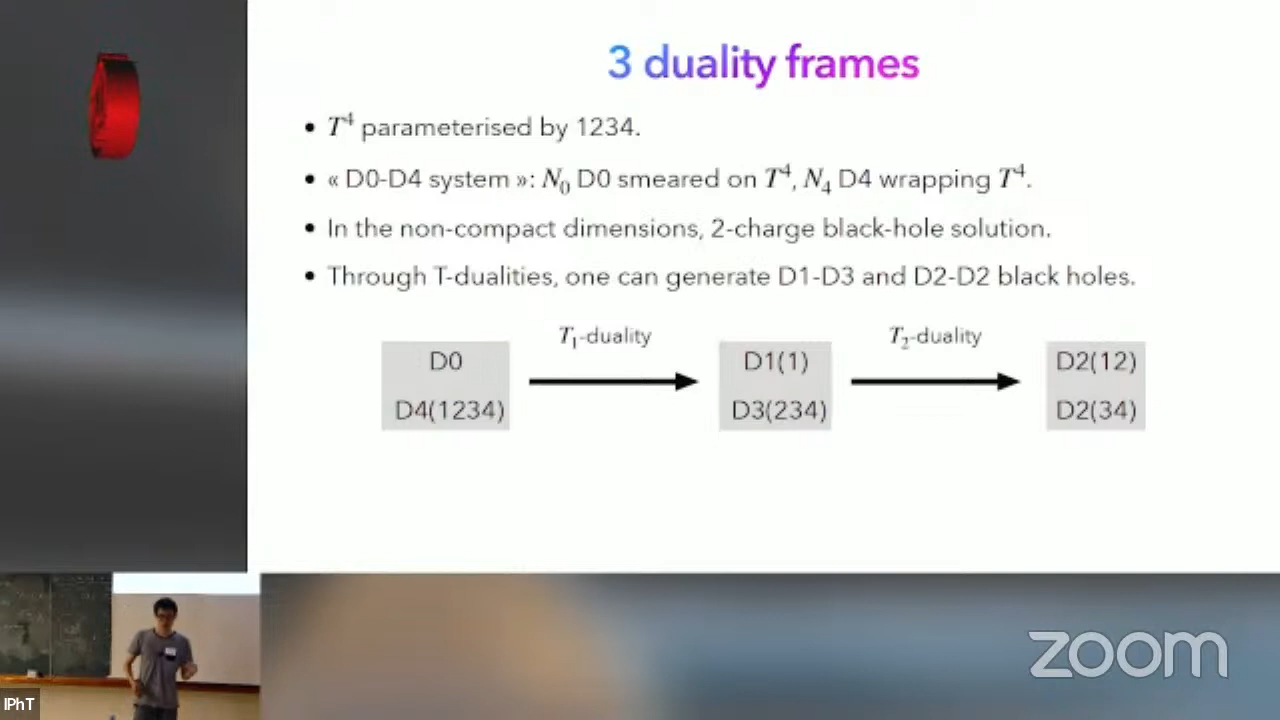 3 duality frames
• T⁴ parameterised by 1234.
• « D0-D4 system »: N₀ D0 smeared on T⁴, N₄ D4 wrapping T⁴.
• In the non-compact dimensions, 2-charge black-hole solution.
• Through T-dualities, one can generate D1-D3 and D2-D2 black holes.
T₁-duality
T₂-duality
D0
D4(1234)
D1(1)
D3(234)
D2(12)
D2(34)
zoom
IPhT